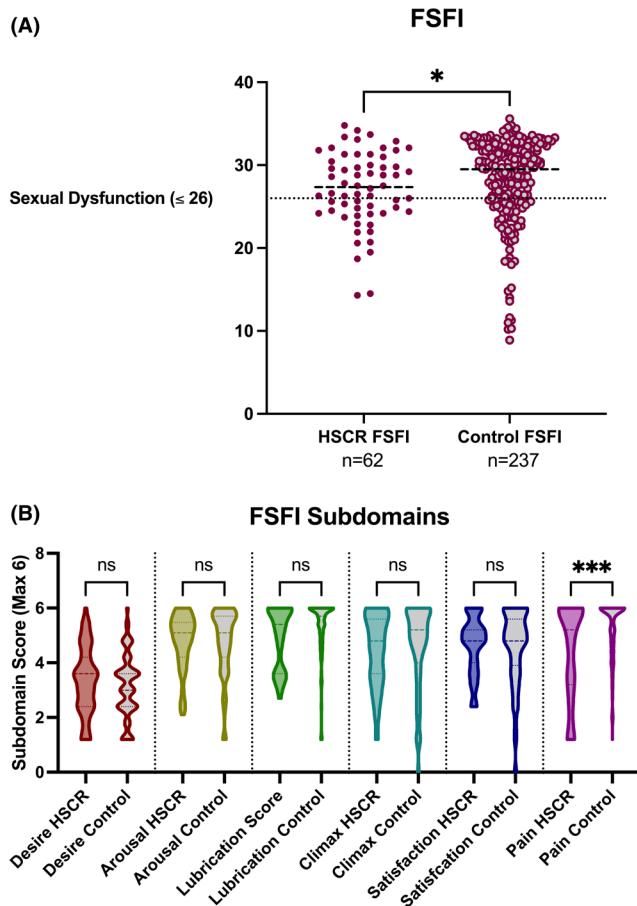 (A)
FSFI
*
40
30
Sexual Dysfunction (≤ 26)
20
10
0
HSCR FSFI
n=62
Control FSFI
n=237
(B)
FSFI Subdomains
Subdomain Score (Max 6)
8
6
4
2
0
ns
ns
ns
ns
ns
***
Desire HSCR
Desire Control
Arousal HSCR
Arousal Control
Lubrication Score
Lubrication Control
Climax HSCR
Climax Control
Satisfaction HSCR
Satisfcation Control
Pain HSCR
Pain Control